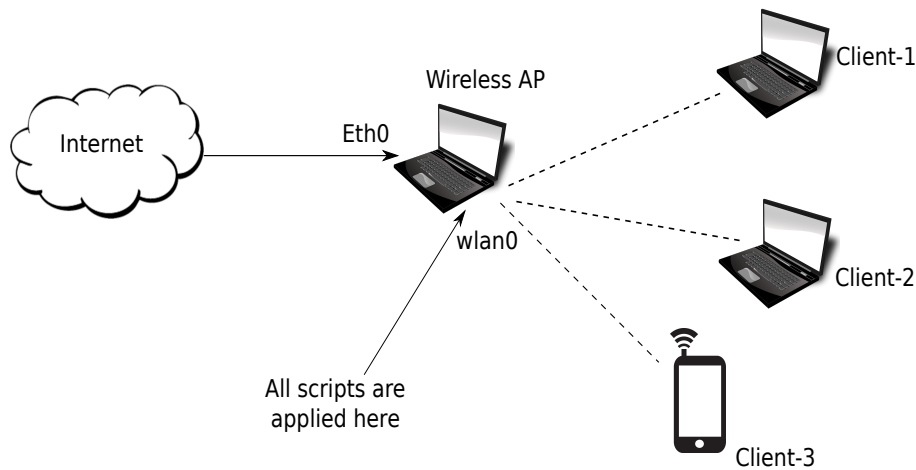 Client-1
Wireless AP
Internet
Eth0
wlan0
Client-2
All scripts are
applied here
Client-3